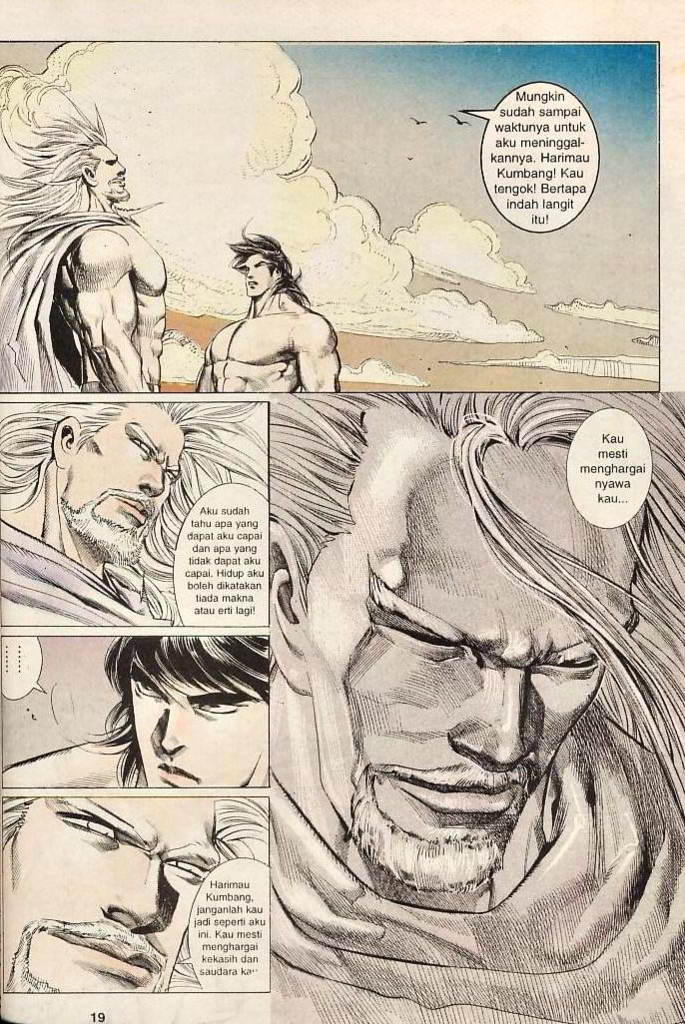 Mungkin
sudah sampai
waktunya untuk
aku meninggal-
kannya. Harimau
Kumbang! Kau
tengok! Bertapa
indah langit
itu!
Aku sudah
tahu apa yang
dapat aku capai
dan apa yang
tidak dapat aku
capai. Hidup aku
boleh dikatakan
tiada makna
atau erti lagi!
......
Harimau
Kumbang,
janganlah kau
jadi seperti aku
ini. Kau mesti
menghargai
kekasih dan
saudara
Kau
mesti
menghargai
nyawa
kau...
19